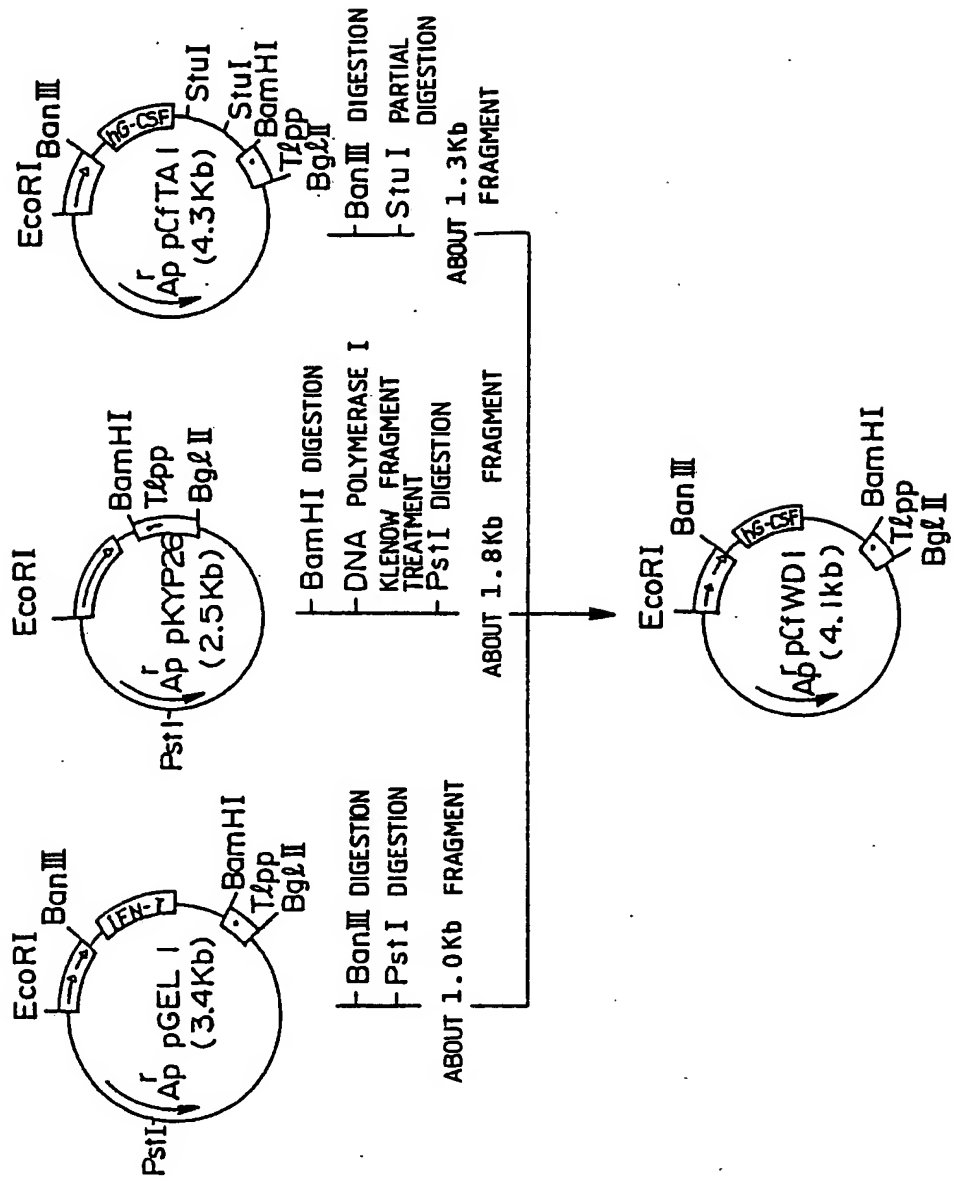 PstI
EcoRI
BanIII
IFN-γ
BamHI
Tlpp
BglII
r
Ap pGEL 1
(3.4Kb)
BanIII DIGESTION
PstI DIGESTION
ABOUT 1.0Kb FRAGMENT
EcoRI
PstI
BamHI
Tlpp
BglII
r
Ap pKYP26
(2.5Kb)
BamHI DIGESTION
DNA POLYMERASE I
KLENOW FRAGMENT
TREATMENT
PstI DIGESTION
ABOUT 1.8Kb FRAGMENT
EcoRI
BanIII
hG-CSF
StuI
StuI
BamHI
Tlpp
BglII
r
Ap pCfTA 1
(4.3Kb)
BanIII DIGESTION
StuI PARTIAL
DIGESTION
ABOUT 1.3Kb
FRAGMENT
EcoRI
BanIII
hG-CSF
BamHI
Tlpp
BglII
r
Ap pCfWD1
(4.1Kb)